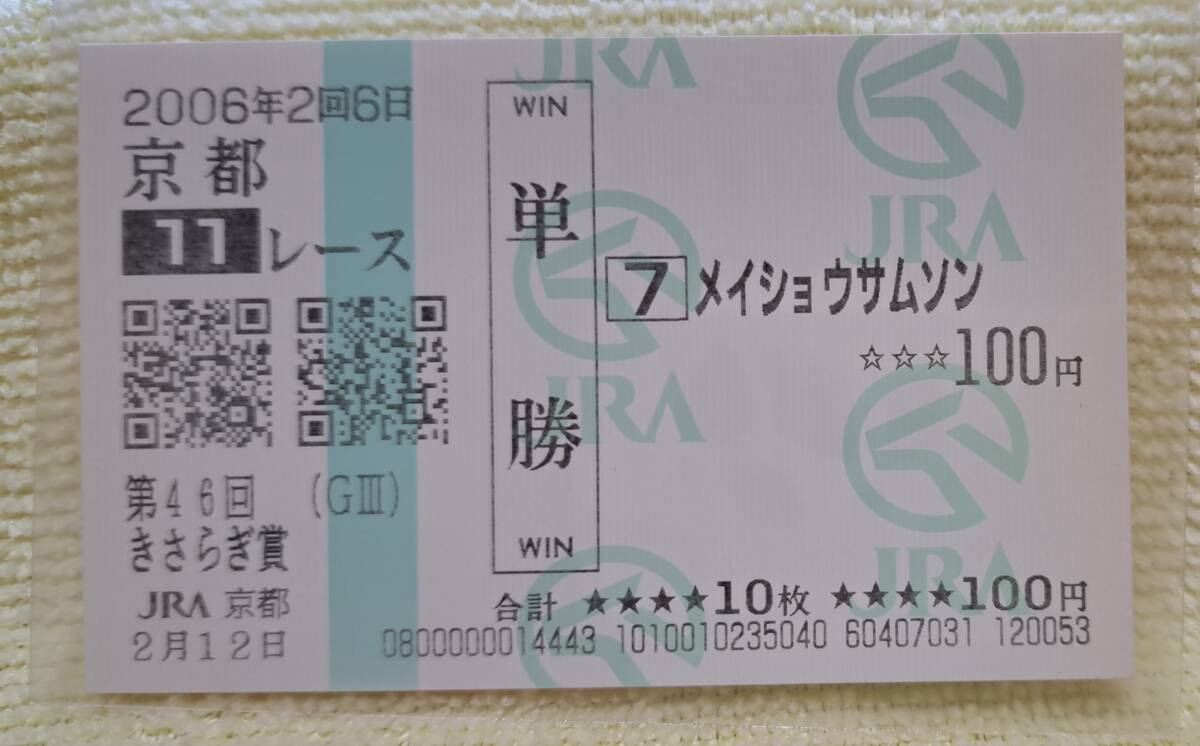 2006年2回6日
京都
11レース
第46回 (GⅢ)
きさらぎ賞
JRA 京都
2月12日
WIN
単勝
WIN
7 メイショウサムソン
☆☆☆100円
合計 ★★★★10枚 ★★★★100円
0800000014443 1010010235040 60407031 120053
JRA
JRA
JRA
JRA